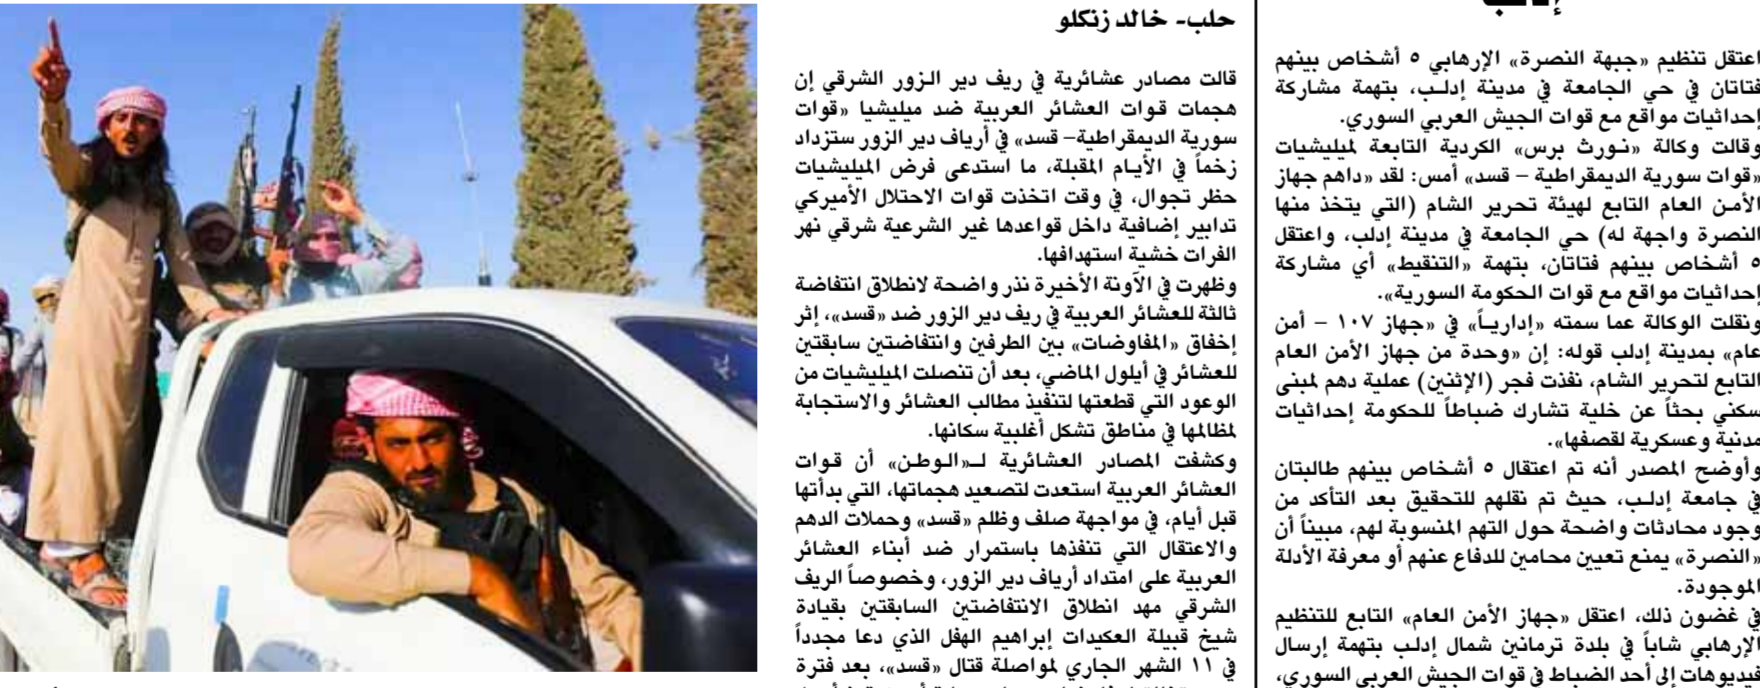 إدلب
اعتقل تنظيم «جبهة النصرة» الإرهابي ٥ أشخاص بينهم
فتاتان في حي الجامعة في مدينة إدلـب، بتهمة مشاركة
إحداثيات مواقع مع قوات الجيش العربي السوري.
وقالت وكالة «نـورث برس» الكردية التابعة لميليشيات
«قوات سورية الديمقراطية – قسد» أمس: لقد «داهم جهاز
الأمـن العام التابع لهيئة تحرير الشام (التي يتخذ منها
النصرة واجهة له) حي الجامعة في مدينة إدلب، واعتقل
٥ أشخاص بينهم فتاتان، بتهمة «التنقيط» أي مشاركة
إحداثيات مواقع مع قوات الحكومة السورية».
ونقلت الوكالة عما سمته «إداريـاً» في «جهاز ١٠٧ – أمن
عام» بمدينة إدلب قوله: إن «وحدة من جهاز الأمن العام
التابع لتحرير الشام، نفذت فجر (الإثنين) عملية دهم لمبنى
سكني بحثاً عن خلية تشارك ضباطاً للحكومة إحداثيات
مدنية وعسكرية لقصفها».
وأوضح المصدر أنه تم اعتقال ٥ أشخاص بينهم طالبتان
في جامعة إدلـب، حيث تم نقلهم للتحقيق بعد التأكد من
وجود محادثات واضحة حول التهم المنسوبة لهم، مبيناً أن
«النصرة» يمنع تعيين محامين للدفاع عنهم أو معرفة الأدلة
الموجودة.
في غضون ذلك، اعتقل «جهاز الأمن العام» التابع للتنظيم
الإرهابي شاباً في بلدة ترمانين شمال إدلـب بتهمة إرسال
فيديوهات إلى أحد الضباط في قوات الجيش العربي السوري،
حلب- خالد زنكلو
قالت مصادر عشائرية في ريف دير الـزور الشرقي إن
هجمات قـوات العشائر العربية ضد ميليشيا «قوات
سورية الديمقراطية– قسد» في أرياف دير الزور ستزداد
زخماً في الأيـام المقبلة، ما استدعى فرض الميليشيات
حظر تجوال، في وقت اتخذت قوات الاحتلال الأميركي
تدابير إضافية داخل قواعدها غير الشرعية شرقي نهر
الفرات خشية استهدافها.
وظهرت في الآونة الأخيرة نذر واضحة لانطلاق انتفاضة
ثالثة للعشائر العربية في ريف دير الزور ضد «قسد»، إثر
إخفاق «المفاوضات» بين الطرفين وانتفاضتين سابقتين
للعشائر في أيلول الماضي، بعد أن تنصلت الميليشيات من
الوعود التي قطعتها لتنفيذ مطالب العشائر والاستجابة
لمظالمها في مناطق تشكل أغلبية سكانها.
وكشفت المصادر العشائرية لــ«الـوطـن» أن قـوات
العشائر العربية استعدت لتصعيد هجماتها، التي بدأتها
قبل أيام، في مواجهة صلف وظلم «قسد» وحملات الدهم
والاعتقال التي تنفذها باستمرار ضد أبناء العشائر
العربية على امتداد أرياف دير الزور، وخصوصاً الريف
الشرقي مهد انطلاق الانتفاضتين السابقتين بقيادة
شيخ قبيلة العكيدات إبراهيم الهفل الذي دعا مجدداً
في ١١ الشهر الجاري لمواصلة قتال «قسد»، بعد فترة